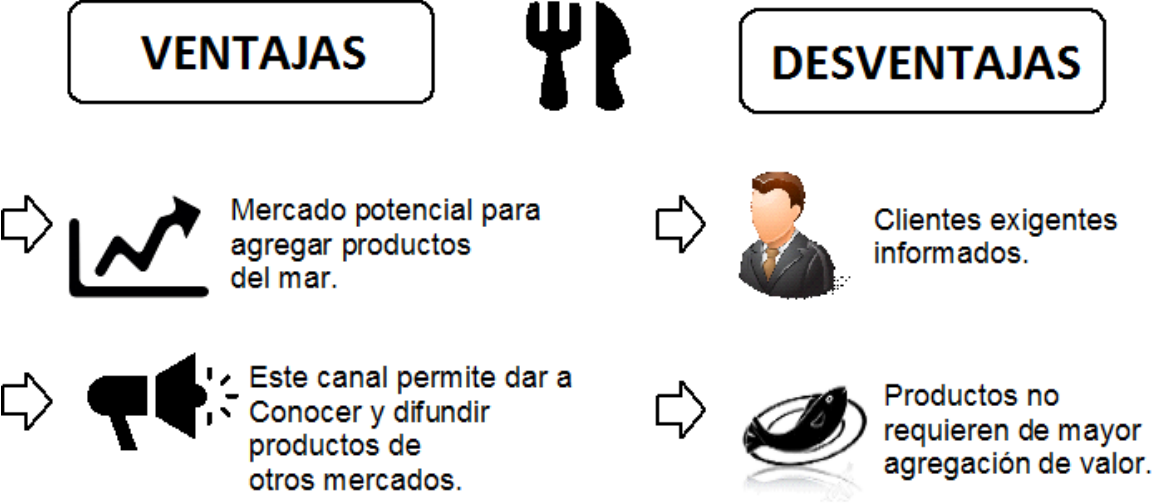 VENTAJAS
DESVENTAJAS
Mercado potencial para
agregar productos
del mar.
Clientes exigentes
informados.
Este canal permite dar a
Conocer y difundir
productos de
otros mercados.
Productos no
requieren de mayor
agregación de valor.